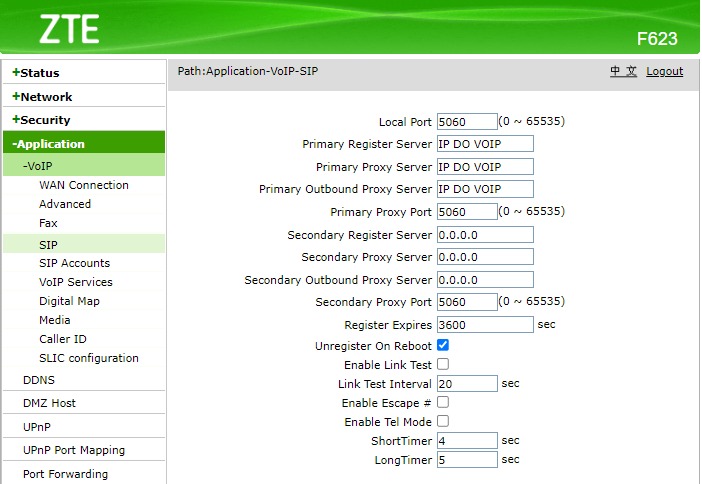 ZTE
F623
+Status
+Network
+Security
-Application
-VoIP
WAN Connection
Advanced
Fax
SIP
SIP Accounts
VoIP Services
Digital Map
Media
Caller ID
SLIC configuration
DDNS
DMZ Host
UPnP
UPnP Port Mapping
Port Forwarding
Path:Application-VoIP-SIP
中文 Logout
Local Port 5060 (0 ~ 65535)
Primary Register Server IP DO VOIP
Primary Proxy Server IP DO VOIP
Primary Outbound Proxy Server IP DO VOIP
Primary Proxy Port 5060 (0 ~ 65535)
Secondary Register Server 0.0.0.0
Secondary Proxy Server 0.0.0.0
Secondary Outbound Proxy Server 0.0.0.0
Secondary Proxy Port 5060 (0 ~ 65535)
Register Expires 3600 sec
Unregister On Reboot
Enable Link Test
Link Test Interval 20 sec
Enable Escape #
Enable Tel Mode
ShortTimer 4 sec
LongTimer 5 sec